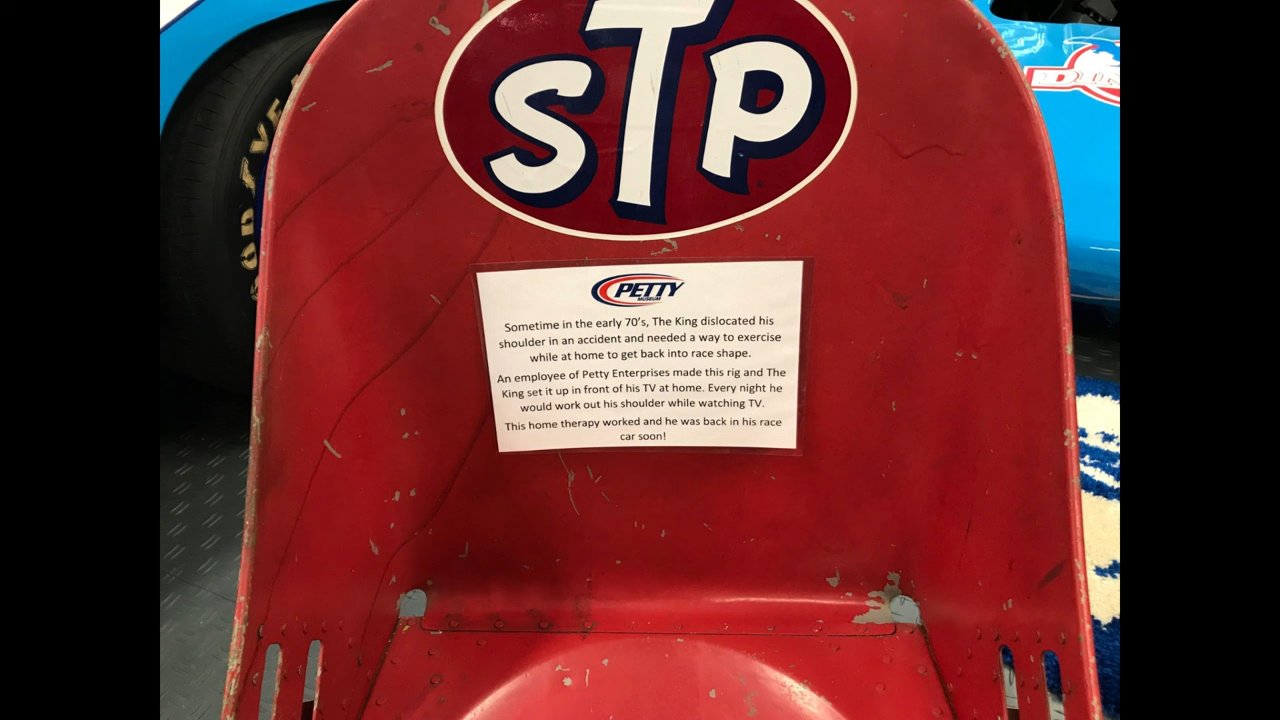 STP
PETTY
MUSEUM
Sometime in the early 70's, The King dislocated his
shoulder in an accident and needed a way to exercise
while at home to get back into race shape.
An employee of Petty Enterprises made this rig and The
King set it up in front of his TV at home. Every night he
would work out his shoulder while watching TV.
This home therapy worked and he was back in his race
car soon!